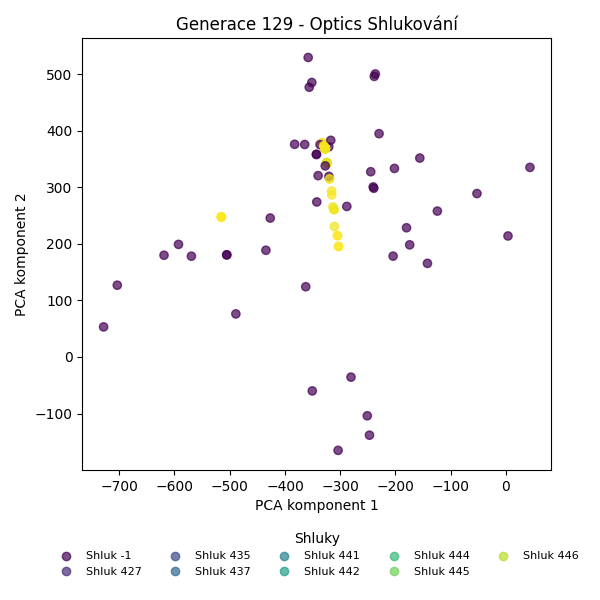 Generace 129 - Optics Shlukování
PCA komponent 2
500
400
300
200
100
0
−100
−700 −600 −500 −400 −300 −200 −100 0
PCA komponent 1
Shluky
Shluk -1 Shluk 435 Shluk 441 Shluk 444 Shluk 446
Shluk 427 Shluk 437 Shluk 442 Shluk 445